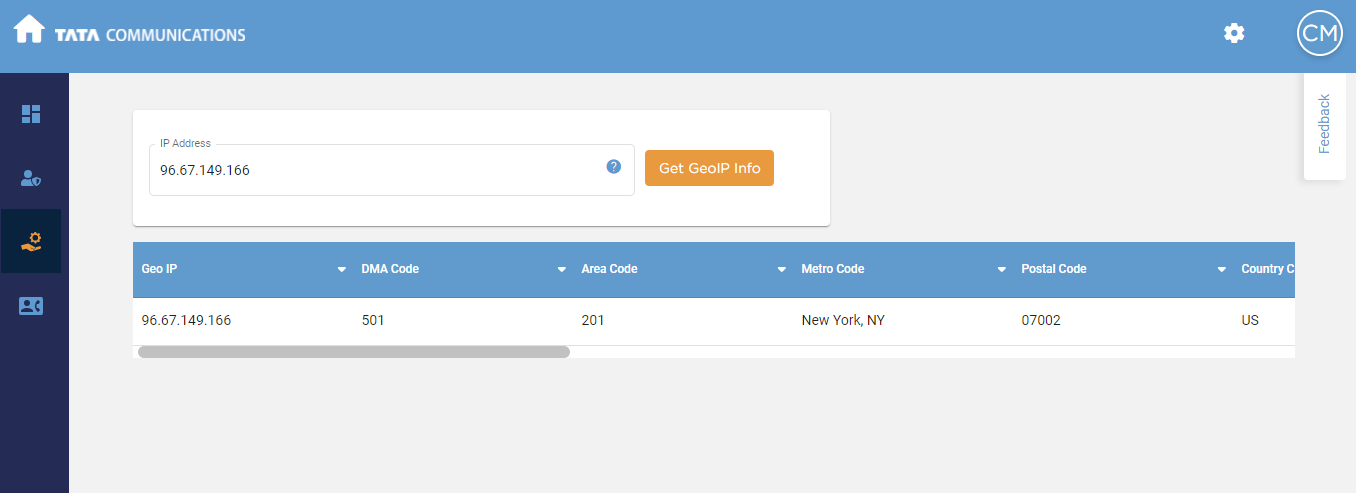 TATA COMMUNICATIONS
CM
Feedback
IP Address
96.67.149.166
?
Get GeoIP Info
Geo IP DMA Code Area Code Metro Code Postal Code Country C
96.67.149.166 501 201 New York, NY 07002 US